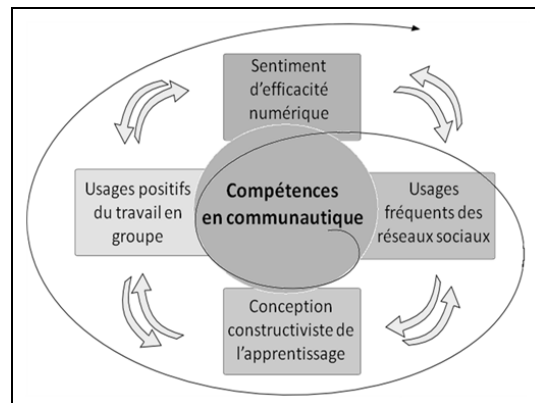 Sentiment
d'efficacité
numérique
Usages positifs
du travail en
groupe
Compétences
en communautique
Usages
fréquents des
réseaux sociaux
Conception
constructiviste de
l'apprentissage